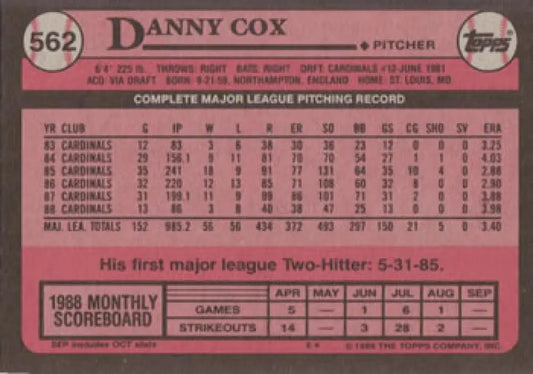 562 DANNY COX ◆ PITCHER TOPPS®
6'4" 225 lb. THROWS: RIGHT BATS: RIGHT DRFT: CARDINALS #13-JUNE, 1981
ACQ: VIA DRAFT BORN: 9-21-59, NORTHAMPTON, ENGLAND HOME: ST. LOUIS, MO.
COMPLETE MAJOR LEAGUE PITCHING RECORD
YR CLUB G IP W L R ER SO BB GS CG SHO SV ERA
83 CARDINALS 12 83 3 6 38 30 36 23 12 0 0 0 3.25
84 CARDINALS 29 156.1 9 11 81 70 70 54 27 1 1 0 4.03
85 CARDINALS 35 241 18 9 91 77 131 64 35 10 4 0 2.88
86 CARDINALS 32 220 12 13 85 71 108 60 32 8 0 0 2.90
87 CARDINALS 31 199.1 11 9 99 86 101 71 31 2 0 0 3.88
88 CARDINALS 13 86 3 8 40 38 47 25 13 0 0 0 3.98
MAJ. LEA. TOTALS 152 985.2 56 56 434 372 493 297 150 21 5 0 3.40
His first major league Two-Hitter: 5-31-85.
1988 MONTHLY SCOREBOARD
APR MAY JUN JUL AUG SEP
GAMES 5 — 1 6 1 —
STRIKEOUTS 14 — 3 28 2 —
SEP includes OCT stats © 1989 THE TOPPS COMPANY, INC.